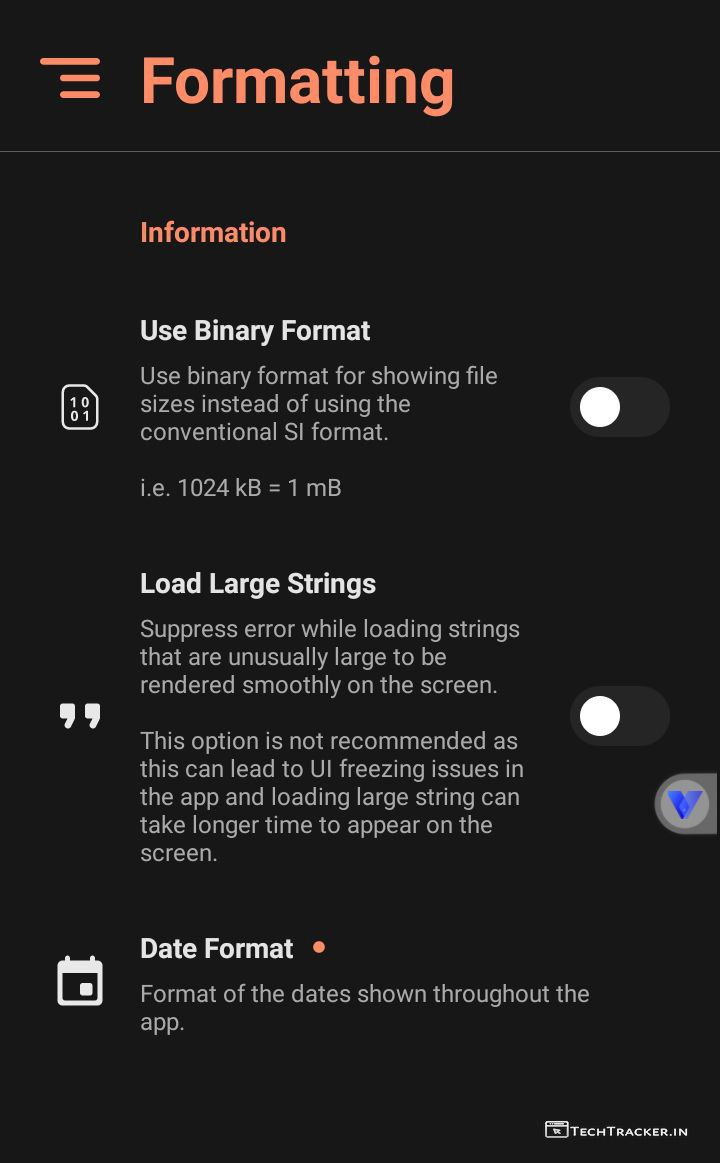 Formatting
Information
Use Binary Format
Use binary format for showing file
sizes instead of using the
conventional SI format.
i.e. 1024 kB = 1 mB
10
01
Load Large Strings
Suppress error while loading strings
that are unusually large to be
rendered smoothly on the screen.
This option is not recommended as
this can lead to UI freezing issues in
the app and loading large string can
take longer time to appear on the
screen.
Date Format
Format of the dates shown throughout the
app.
TECHTRACKER.IN